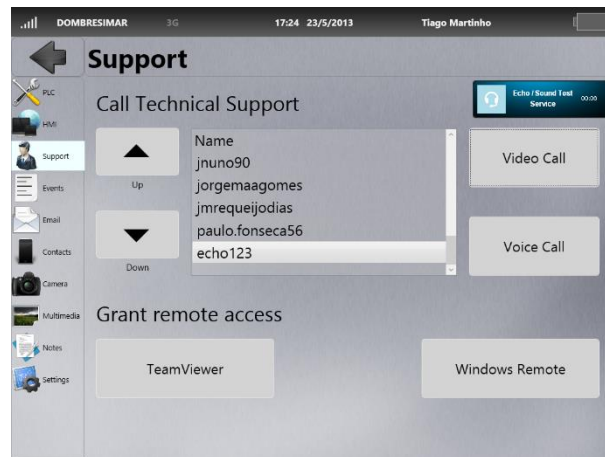 DOMBRESIMAR 3G 17:24 23/5/2013 Tiago Martinho
Support
PLC
HMI
Support
Events
Email
Contacts
Camera
Multimedia
Notes
Settings
Call Technical Support
Echo / Sound Test
Service
00:00
Up
Down
Name
jnuno90
jorgemaagomes
jmrequeijodias
paulo.fonseca56
echo123
Video Call
Voice Call
Grant remote access
TeamViewer
Windows Remote